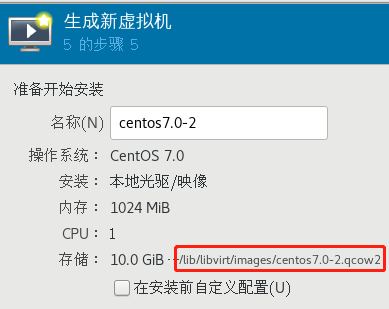 生成新虚拟机
5 的步骤 5
准备开始安装
名称(N) centos7.0-2
操作系统： CentOS 7.0
安装： 本地光驱/映像
内存： 1024 MiB
CPU： 1
存储： 10.0 GiB …/lib/libvirt/images/centos7.0-2.qcow2
在安装前自定义配置(U)